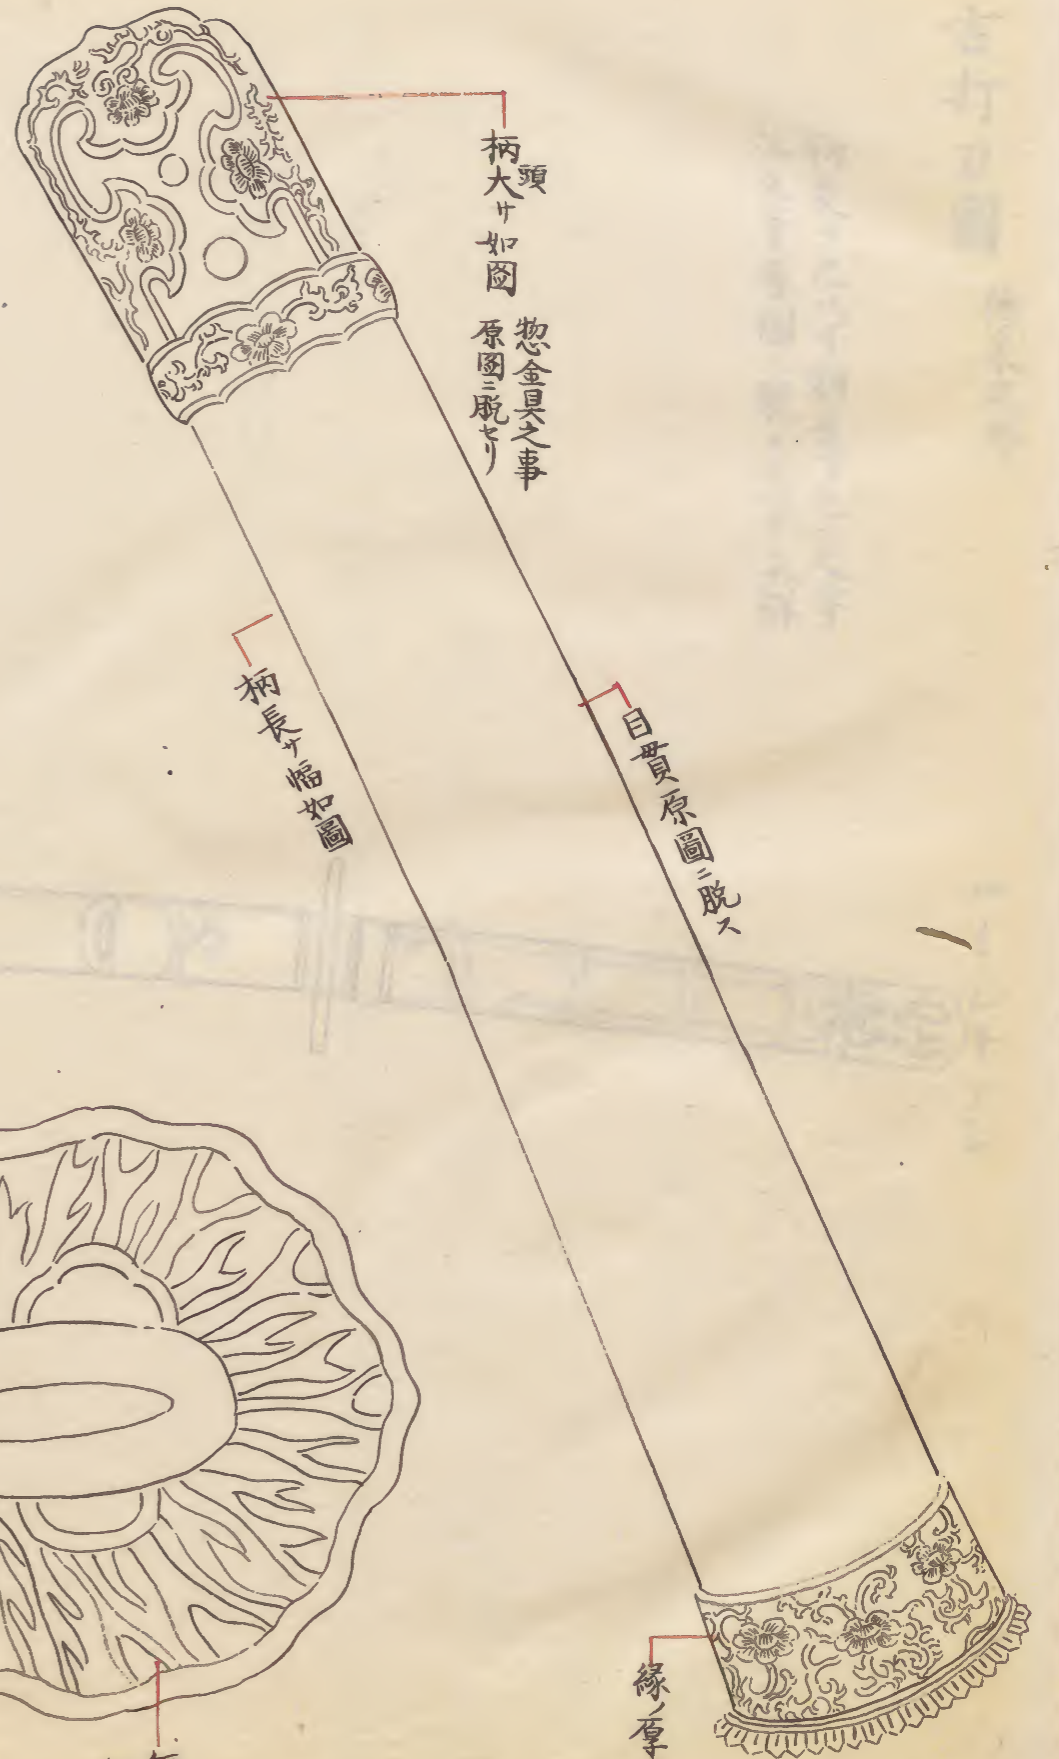 柄頭大サ如圖
惣金具之事
原圖ニ脱セリ
目貫原圖ニ脱ス
柄長サ幅如圖
縁ノ厚